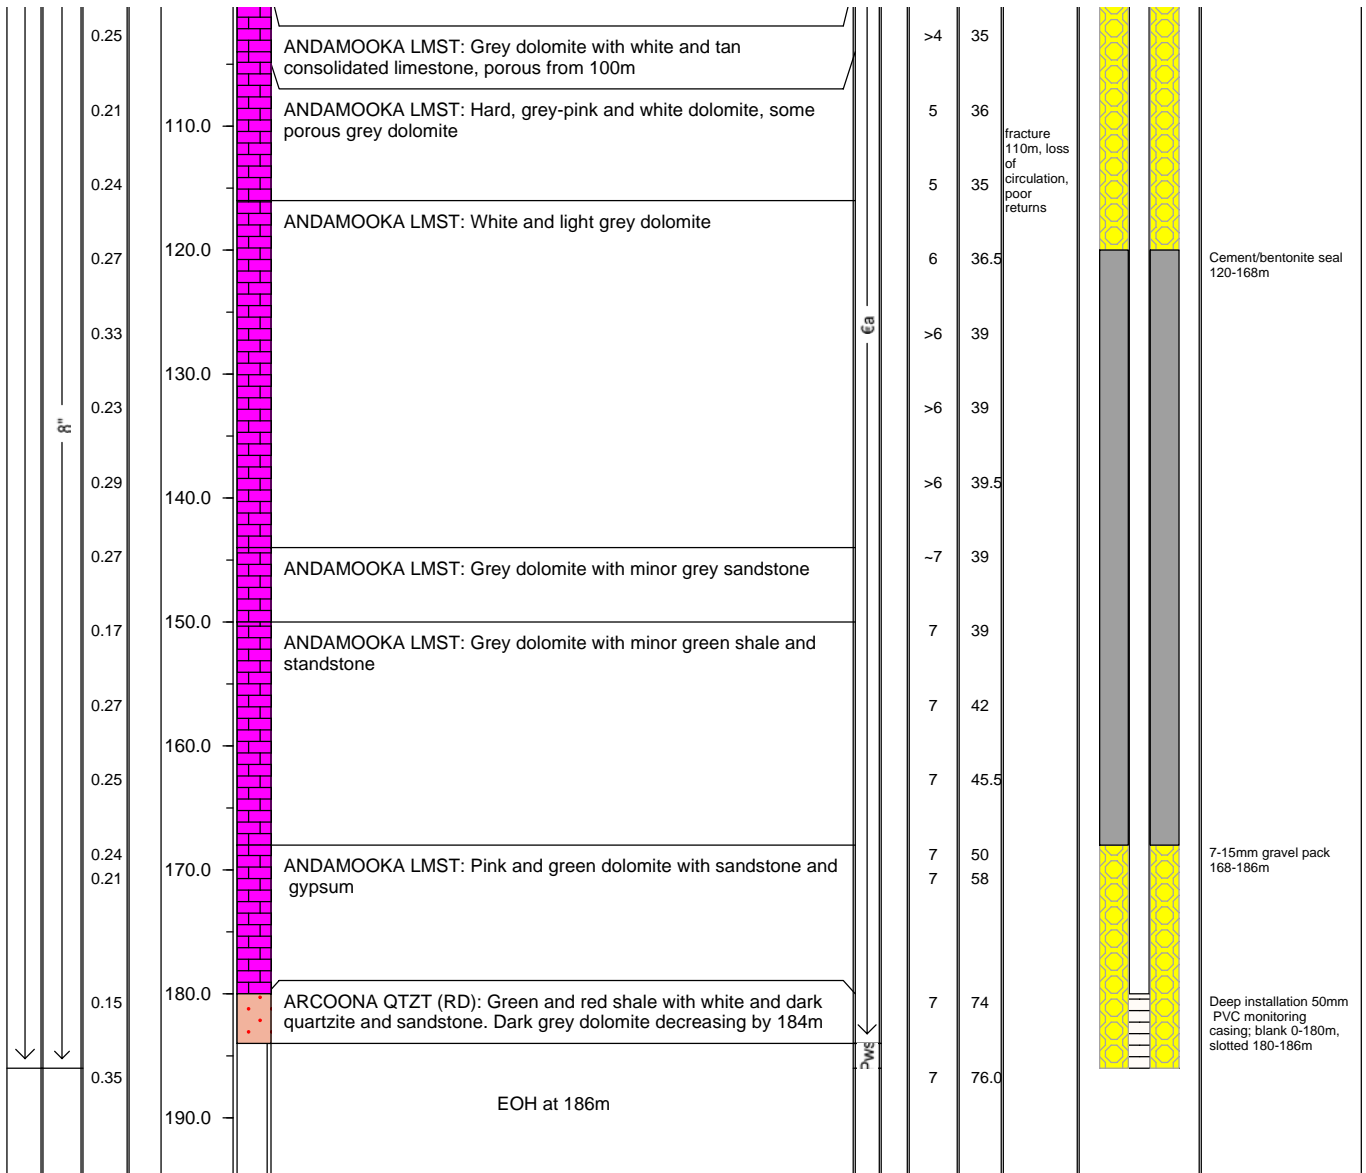 0.25
ANDAMOOKA LMST: Grey dolomite with white and tan
consolidated limestone, porous from 100m
>4 35
0.21
110.0
ANDAMOOKA LMST: Hard, grey-pink and white dolomite, some
porous grey dolomite
5 36
fracture
110m, loss
of
circulation,
poor
returns
0.24
5 35
ANDAMOOKA LMST: White and light grey dolomite
0.27
120.0
6 36.5
Cement/bentonite seal
120-168m
0.33
Ꞓa
>6 39
130.0
0.23
>6 39
8"
0.29
140.0
>6 39.5
0.27
ANDAMOOKA LMST: Grey dolomite with minor grey sandstone
~7 39
0.17
150.0
ANDAMOOKA LMST: Grey dolomite with minor green shale and
standstone
7 39
0.27
7 42
160.0
0.25
7 45.5
0.24
170.0
ANDAMOOKA LMST: Pink and green dolomite with sandstone and
gypsum
7 50
7-15mm gravel pack
168-186m
0.21
7 58
0.15
180.0
ARCOONA QTZT (RD): Green and red shale with white and dark
quartzite and sandstone. Dark grey dolomite decreasing by 184m
7 74
Deep installation 50mm
PVC monitoring
casing; blank 0-180m,
slotted 180-186m
Pws
0.35
7 76.0
EOH at 186m
190.0